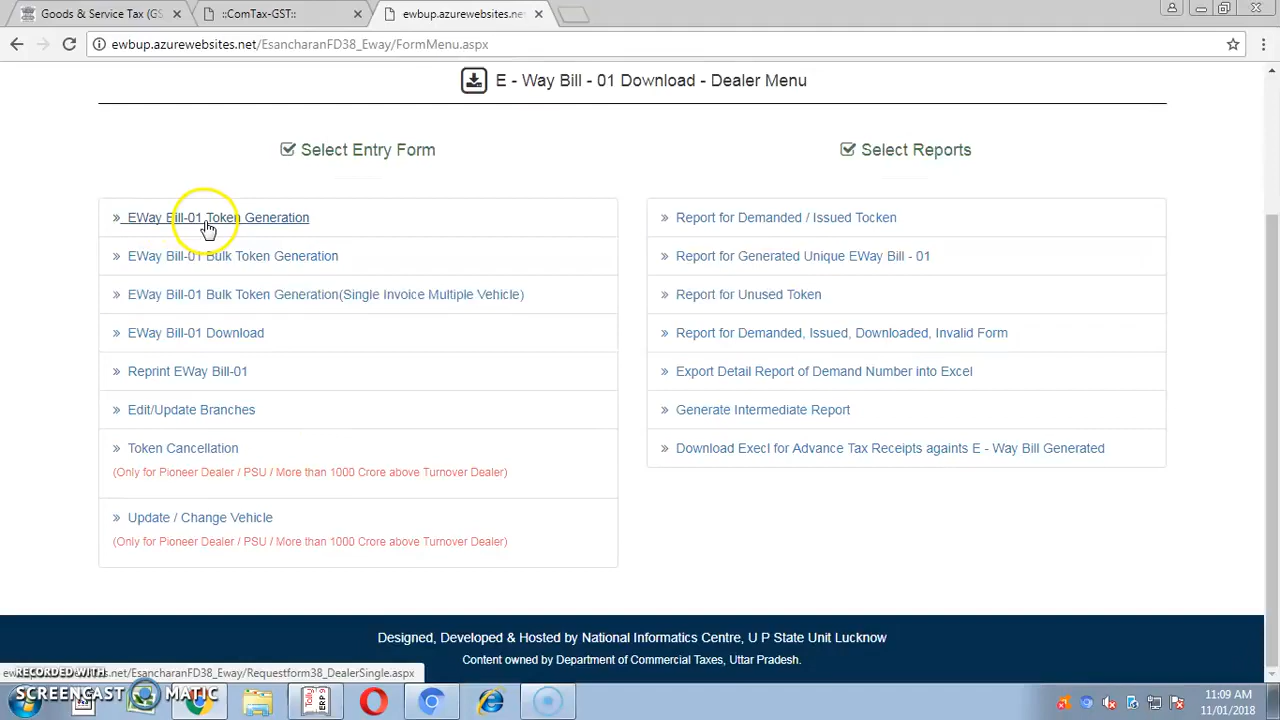 Goods & Service Tax (GS
::ComTax-GST::
ewbup.azurewebsites.ne
ewbup.azurewebsites.net/EsancharanFD38_Eway/FormMenu.aspx
E - Way Bill - 01 Download - Dealer Menu
Select Entry Form
» EWay Bill-01 Token Generation
» EWay Bill-01 Bulk Token Generation
» EWay Bill-01 Bulk Token Generation(Single Invoice Multiple Vehicle)
» EWay Bill-01 Download
» Reprint EWay Bill-01
» Edit/Update Branches
» Token Cancellation
(Only for Pioneer Dealer / PSU / More than 1000 Crore above Turnover Dealer)
» Update / Change Vehicle
(Only for Pioneer Dealer / PSU / More than 1000 Crore above Turnover Dealer)
Select Reports
» Report for Demanded / Issued Tocken
» Report for Generated Unique EWay Bill - 01
» Report for Unused Token
» Report for Demanded, Issued, Downloaded, Invalid Form
» Export Detail Report of Demand Number into Excel
» Generate Intermediate Report
» Download Execl for Advance Tax Receipts againts E - Way Bill Generated
Designed, Developed & Hosted by National Informatics Centre, U P State Unit Lucknow
Content owned by Department of Commercial Taxes, Uttar Pradesh.
RECORDED WITH
.net/EsancharanFD38_Eway/Requestform38_DealerSingle.aspx
SCREENCAST MATIC
11:09 AM
11/01/2018